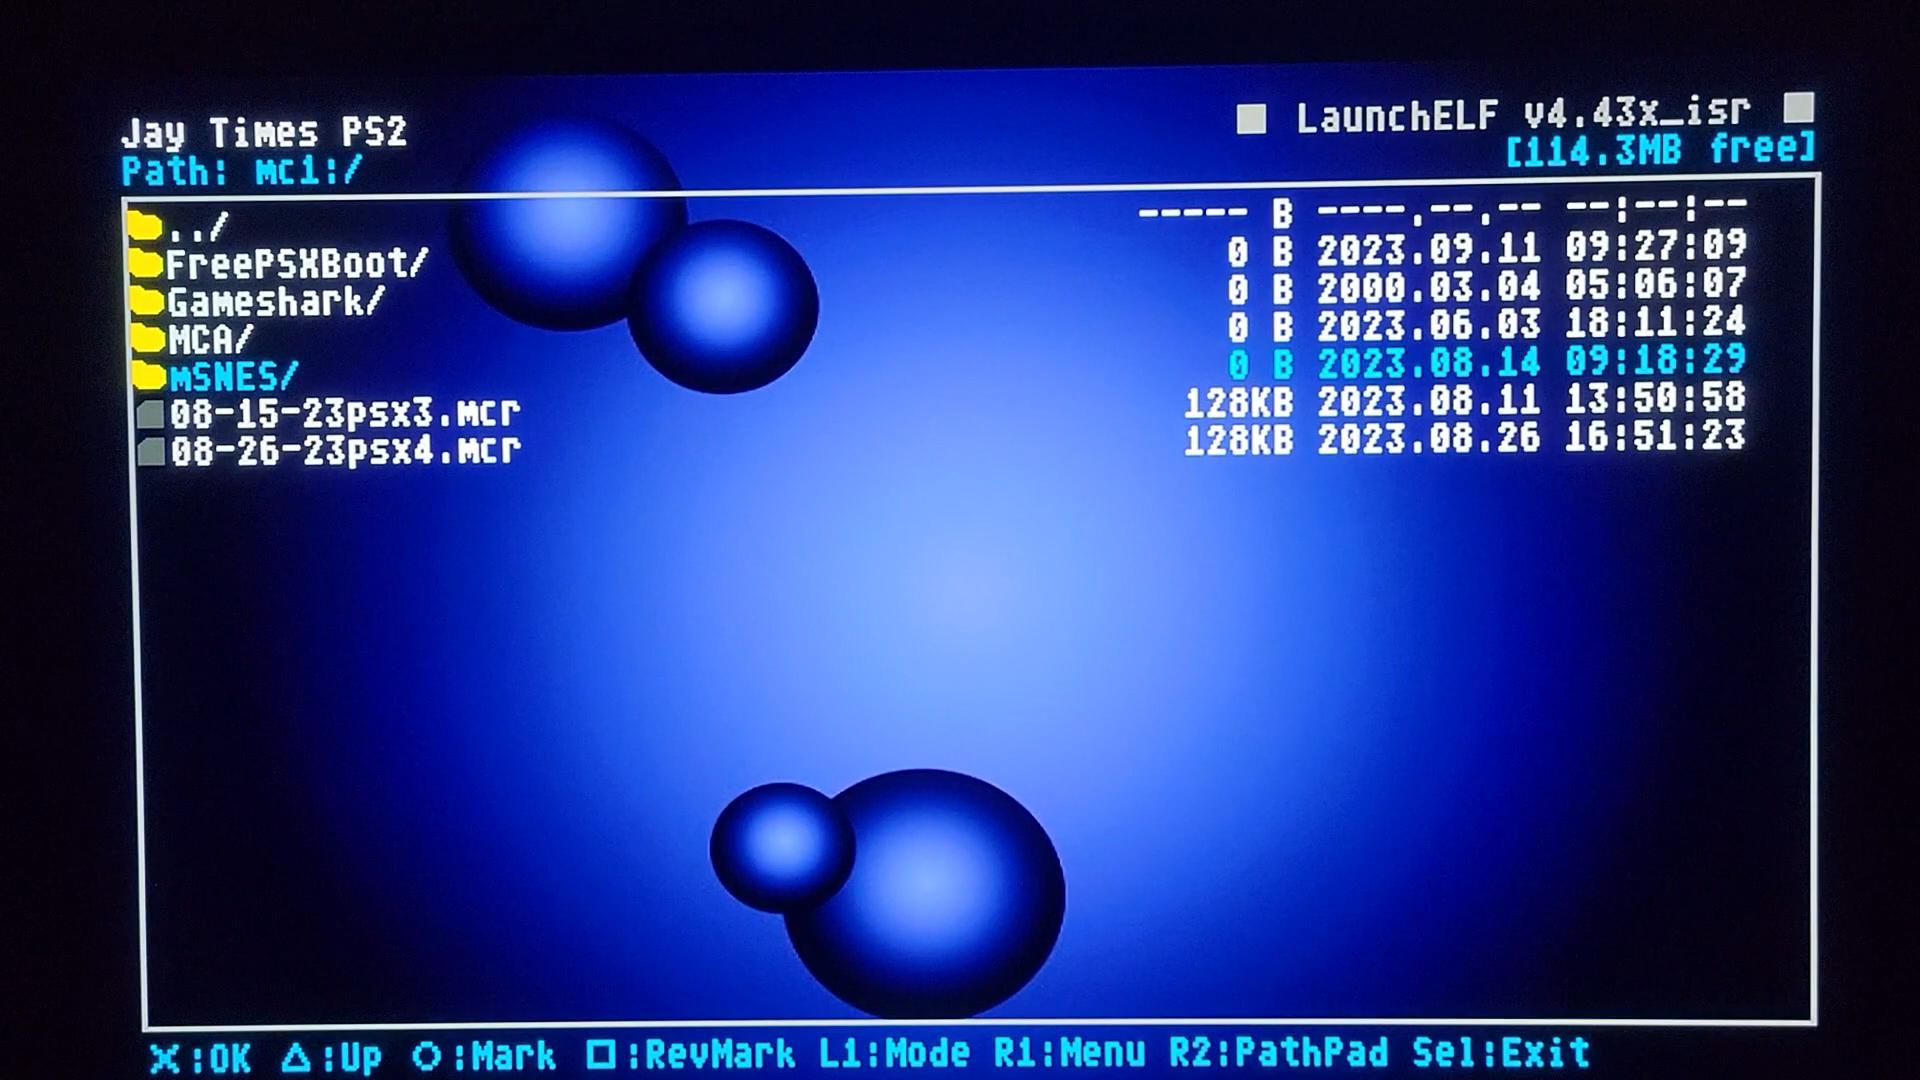 Jay Times PS2
LaunchELF v4.43x_isr
Path: mc1:/
[114.3MB free]
../ ----- B ----.--.-- --:--:--
FreePSXBoot/ 0 B 2023.09.11 09:27:09
Gameshark/ 0 B 2000.03.04 05:06:07
MCA/ 0 B 2023.06.03 18:11:24
mSNES/ 0 B 2023.08.14 09:18:29
08-15-23psx3.mcr 128KB 2023.08.11 13:50:58
08-26-23psx4.mcr 128KB 2023.08.26 16:51:23
X:OK △:Up O:Mark □:RevMark L1:Mode R1:Menu R2:PathPad Sel:Exit